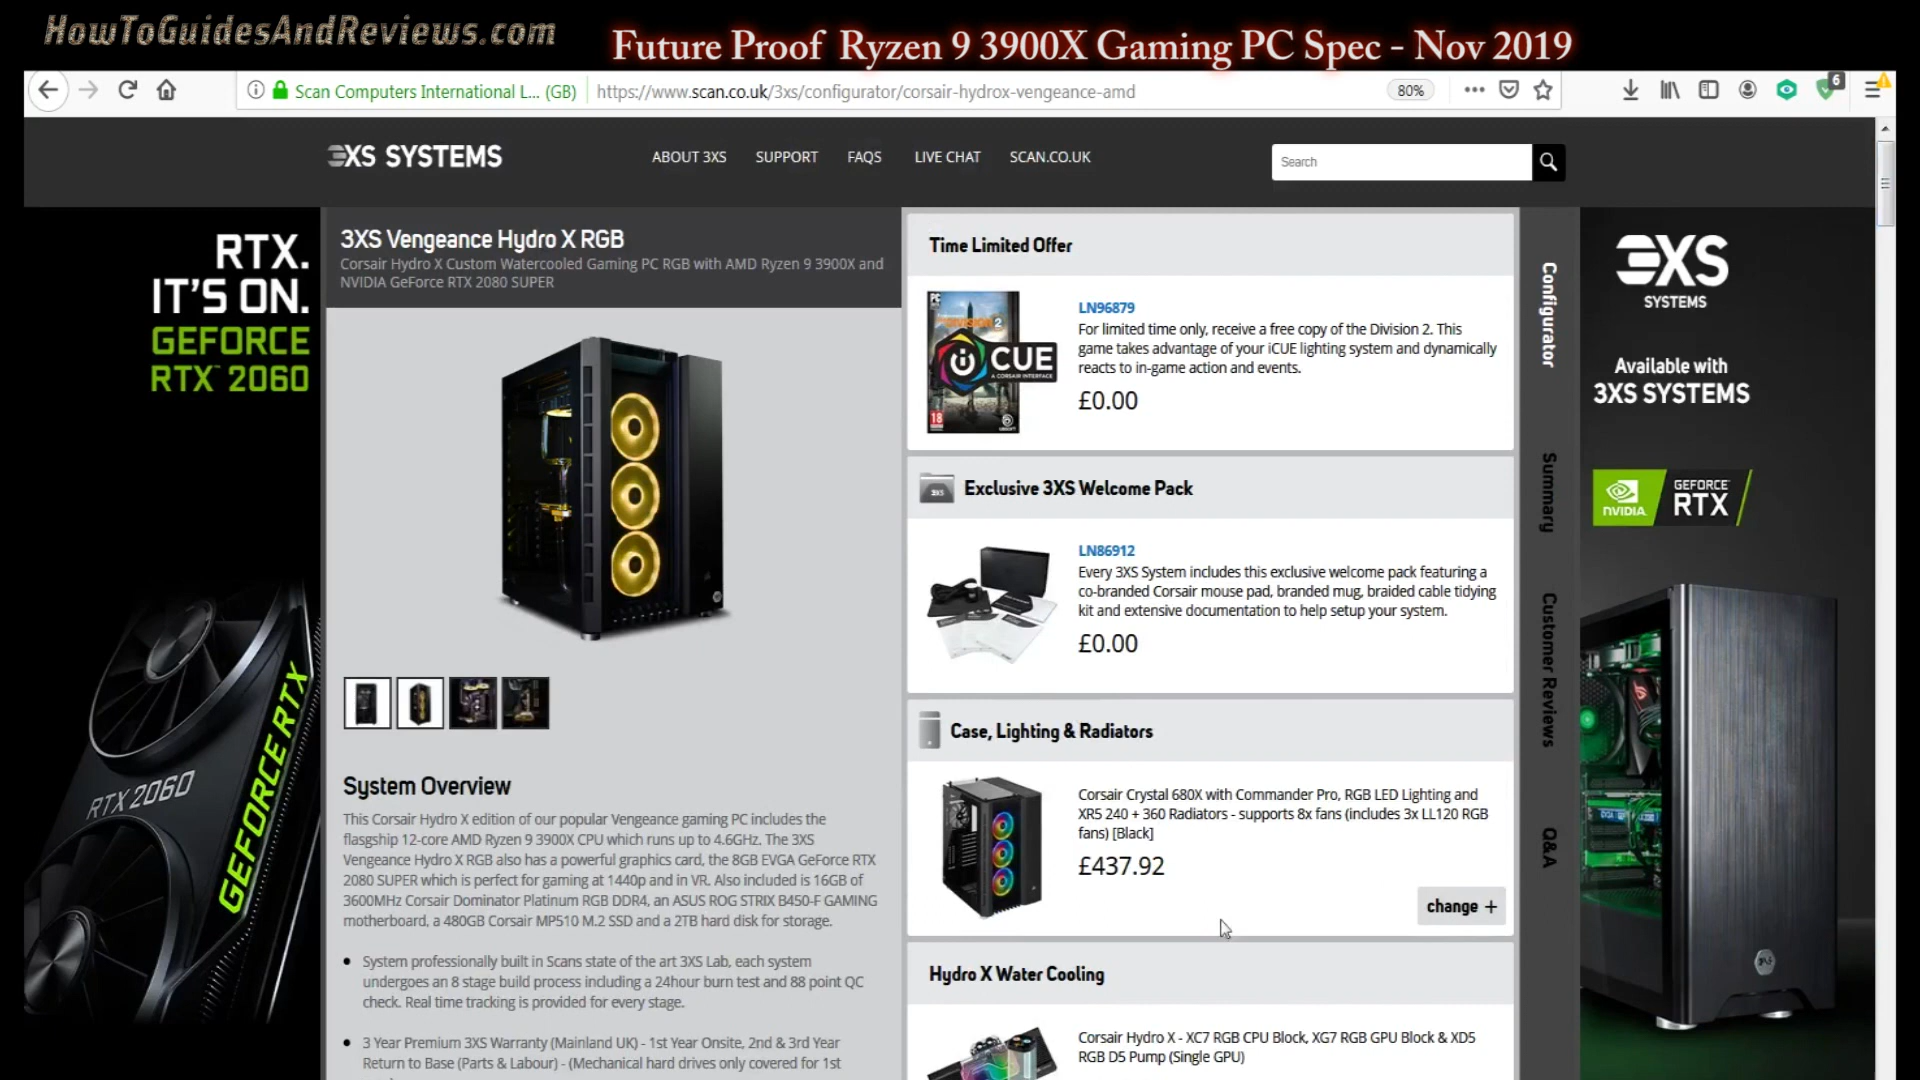 HowToGuidesAndReviews.com
Future Proof Ryzen 9 3900X Gaming PC Spec - Nov 2019
Scan Computers International L... (GB)
https://www.scan.co.uk/3xs/configurator/corsair-hydrox-vengeance-amd
80%
6
3XS SYSTEMS
ABOUT 3XS
SUPPORT
FAQS
LIVE CHAT
SCAN.CO.UK
Search
RTX.
IT'S ON.
GEFORCE
RTX™ 2060
RTX 2060
GEFORCE RTX
3XS Vengeance Hydro X RGB
Corsair Hydro X Custom Watercooled Gaming PC RGB with AMD Ryzen 9 3900X and
NVIDIA GeForce RTX 2080 SUPER
System Overview
This Corsair Hydro X edition of our popular Vengeance gaming PC includes the
flagship 12-core AMD Ryzen 9 3900X CPU which runs up to 4.6GHz. The 3XS
Vengeance Hydro X RGB also has a powerful graphics card, the 8GB EVGA GeForce RTX
2080 SUPER which is perfect for gaming at 1440p and in VR. Also included is 16GB of
3600MHz Corsair Dominator Platinum RGB DDR4, an ASUS ROG STRIX B450-F GAMING
motherboard, a 480GB Corsair MP510 M.2 SSD and a 2TB hard disk for storage.
System professionally built in Scans state of the art 3XS Lab, each system
undergoes an 8 stage build process including a 24hour burn test and 88 point QC
check. Real time tracking is provided for every stage.
3 Year Premium 3XS Warranty (Mainland UK) - 1st Year Onsite, 2nd & 3rd Year
Return to Base (Parts & Labour) - (Mechanical hard drives only covered for 1st
Time Limited Offer
PC
Division 2
CUE
A CORSAIR INTERFACE
18
LN96879
For limited time only, receive a free copy of the Division 2. This
game takes advantage of your iCUE lighting system and dynamically
reacts to in-game action and events.
£0.00
3XS
Exclusive 3XS Welcome Pack
LN86912
Every 3XS System includes this exclusive welcome pack featuring a
co-branded Corsair mouse pad, branded mug, braided cable tidying
kit and extensive documentation to help setup your system.
£0.00
Case, Lighting & Radiators
Corsair Crystal 680X with Commander Pro, RGB LED Lighting and
XR5 240 + 360 Radiators - supports 8x fans (includes 3x LL120 RGB
fans) [Black]
£437.92
change +
Hydro X Water Cooling
Corsair Hydro X - XC7 RGB CPU Block, XG7 RGB GPU Block & XD5
RGB D5 Pump (Single GPU)
Configurator
Summary
Customer Reviews
Q&A
3XS
SYSTEMS
Available with
3XS SYSTEMS
NVIDIA.
GEFORCE
RTX